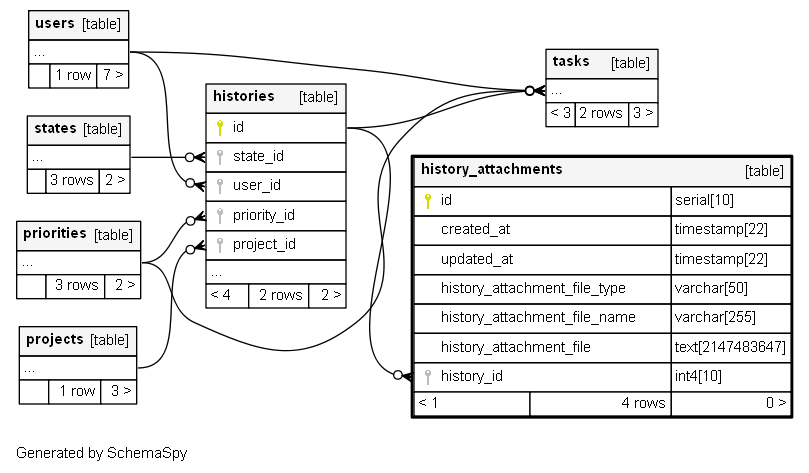 users [table]
...
1 row 7 >
states [table]
...
3 rows 2 >
priorities [table]
...
3 rows 2 >
projects [table]
...
1 row 3 >
histories [table]
id
state_id
user_id
priority_id
project_id
...
< 4 2 rows 2 >
tasks [table]
...
< 3 2 rows 3 >
history_attachments [table]
id serial[10]
created_at timestamp[22]
updated_at timestamp[22]
history_attachment_file_type varchar[50]
history_attachment_file_name varchar[255]
history_attachment_file text[2147483647]
history_id int4[10]
< 1 4 rows 0 >
Generated by SchemaSpy